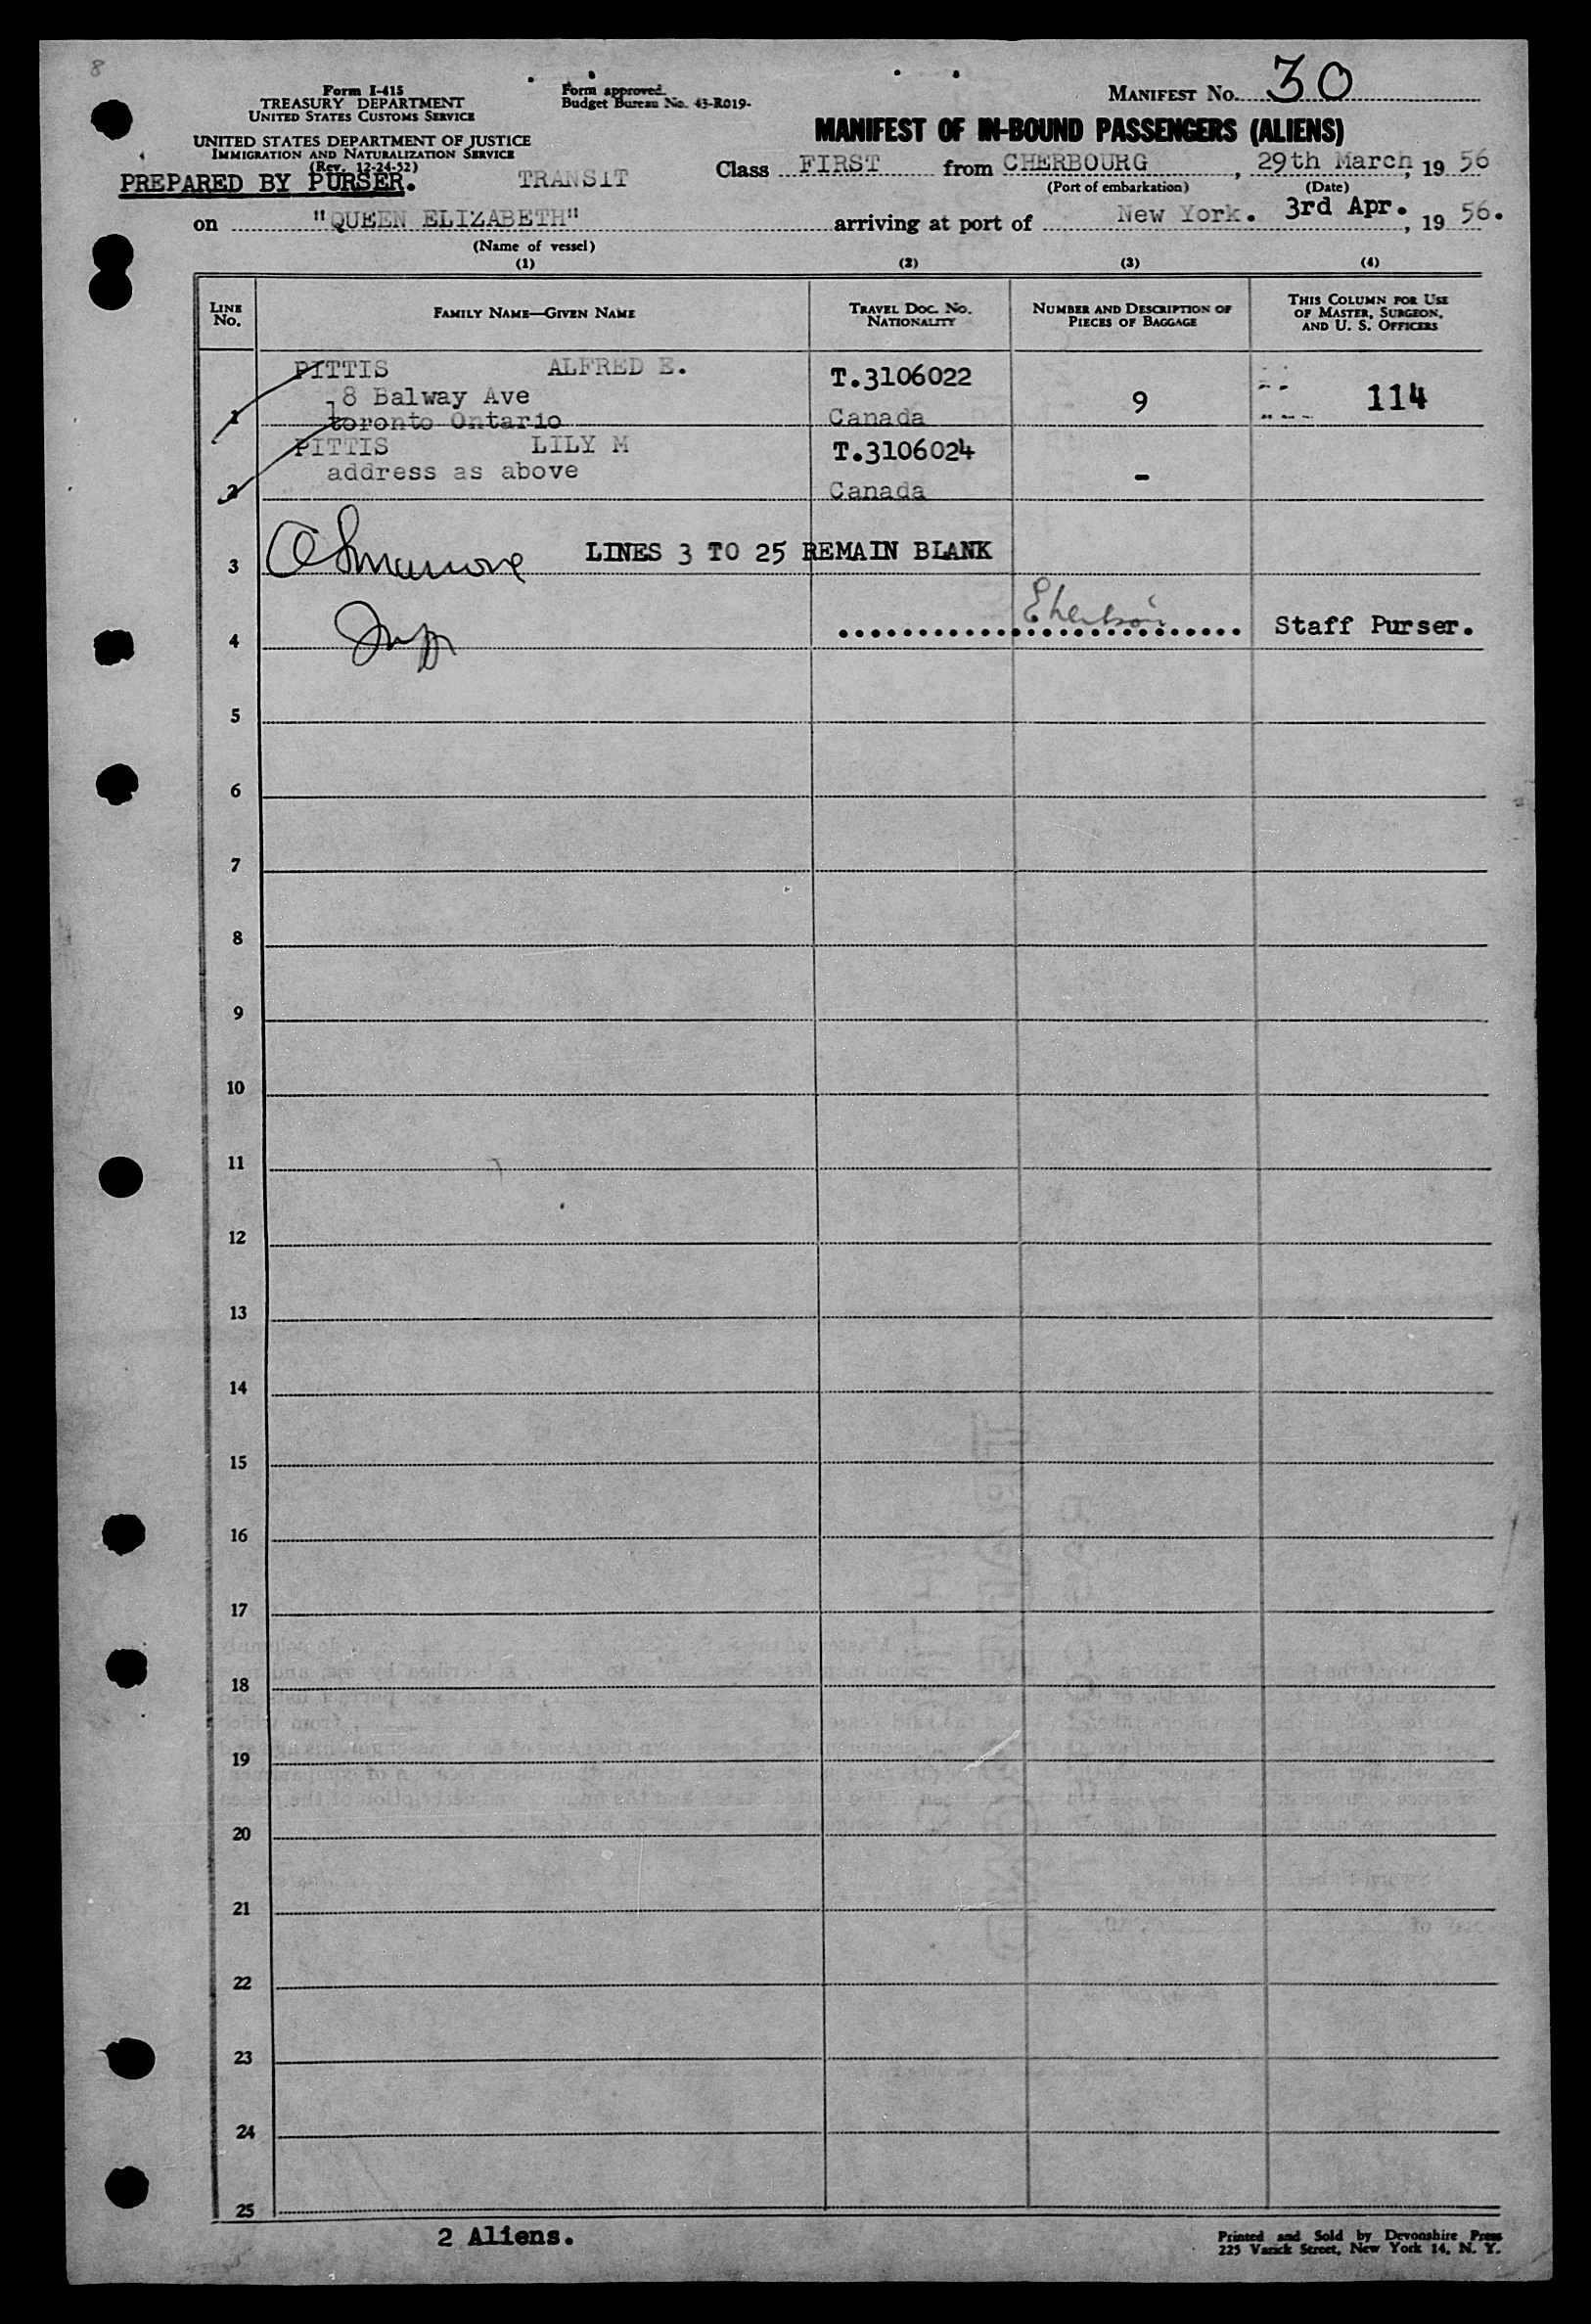 8
Form I-415
TREASURY DEPARTMENT
UNITED STATES CUSTOMS SERVICE
UNITED STATES DEPARTMENT OF JUSTICE
IMMIGRATION AND NATURALIZATION SERVICE
(Rev. 12-24-52)
PREPARED BY PURSER.
TRANSIT
Form approved.
Budget Bureau No. 43-R019-
MANIFEST No. 30
MANIFEST OF IN-BOUND PASSENGERS (ALIENS)
Class FIRST from CHERBOURG, 29th March, 19 56
(Port of embarkation) (Date)
on "QUEEN ELIZABETH" arriving at port of New York. 3rd Apr., 19 56.
(Name of vessel)
(1) (2) (3) (4)
LINE No. FAMILY NAME—GIVEN NAME TRAVEL DOC. No. NATIONALITY NUMBER AND DESCRIPTION OF PIECES OF BAGGAGE THIS COLUMN FOR USE OF MASTER, SURGEON, AND U. S. OFFICERS
PITTIS ALFRED E. T.3106022
8 Balway Ave 9 114
1 toronto Ontario Canada
PITTIS LILY M T.3106024
address as above -
2 Canada
3 LINES 3 TO 25 REMAIN BLANK
4 Staff Purser.
5
6
7
8
9
10
11
12
13
14
15
16
17
18
19
20
21
22
23
24
25
2 Aliens.
Printed and Sold by Devonshire Press
225 Varick Street, New York 14, N. Y.